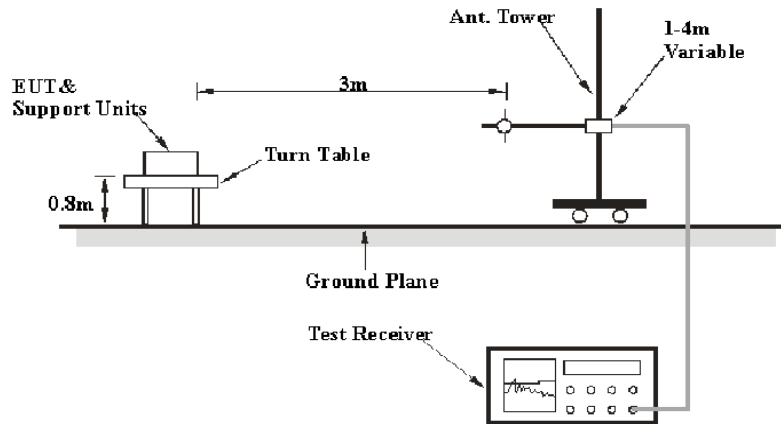 Ant. Tower
1-4m
Variable
EUT&
Support Units
3m
Turn Table
0.8m
Ground Plane
Test Receiver